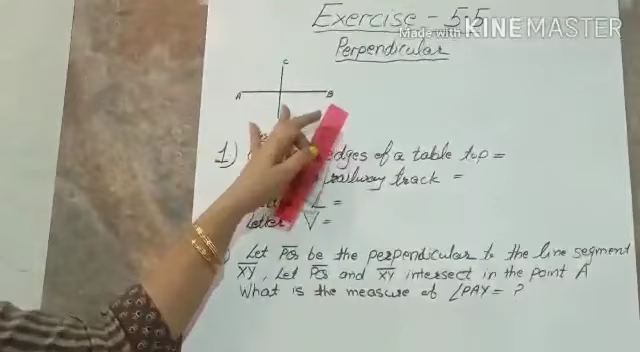 Exercise - 5.5
Made with KINEMASTER
Perpendicular
C
A B
1) edges of a table top =
railway track =
Letter L =
Letter V =
Let PQ be the perpendicular to the line segment
XY, Let PQ and XY intersect in the point A
What is the measure of ∠PAY = ?